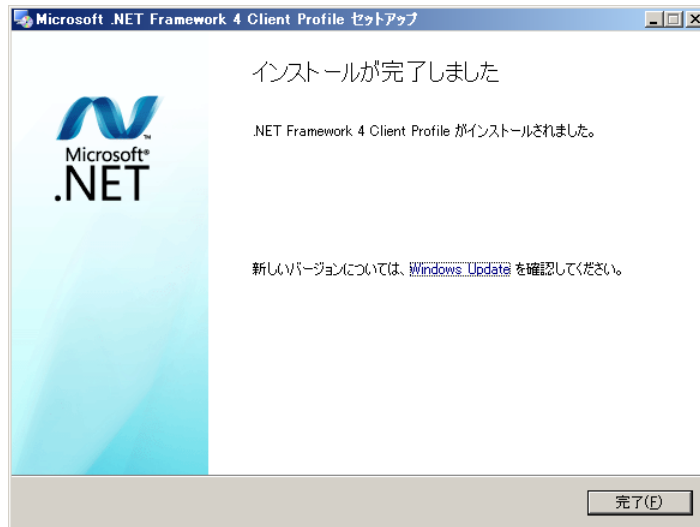 Microsoft .NET Framework 4 Client Profile セットアップ
インストールが完了しました
.NET Framework 4 Client Profile がインストールされました。
Microsoft®
.NET
新しいバージョンについては、Windows Update を確認してください。
完了(F)